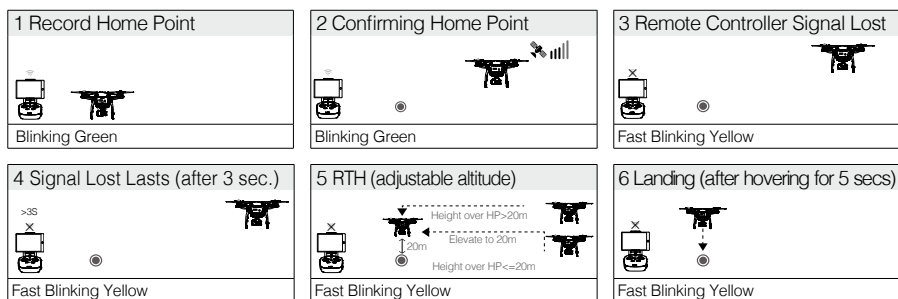 1 Record Home Point
Blinking Green
2 Confirming Home Point
Blinking Green
3 Remote Controller Signal Lost
Fast Blinking Yellow
4 Signal Lost Lasts (after 3 sec.)
>3S
Fast Blinking Yellow
5 RTH (adjustable altitude)
Height over HP>20m
Elevate to 20m
20m
Height over HP<=20m
Fast Blinking Yellow
6 Landing (after hovering for 5 secs)
Fast Blinking Yellow